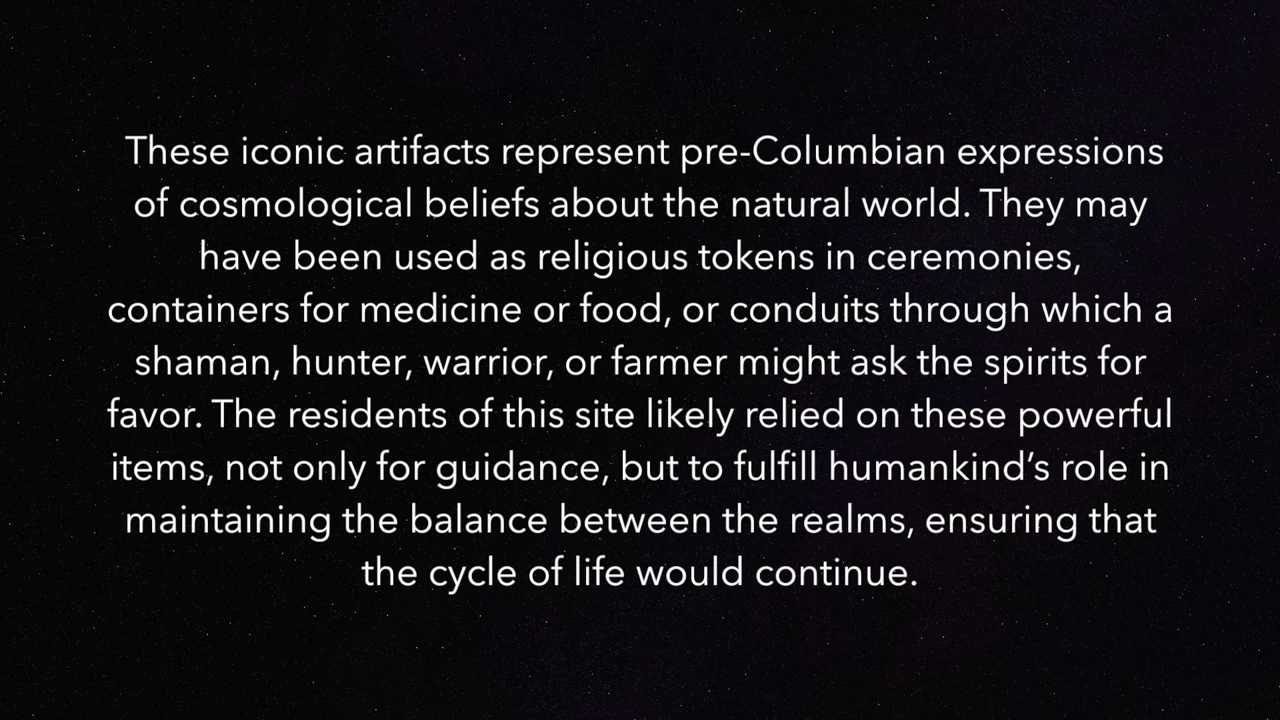 These iconic artifacts represent pre-Columbian expressions
of cosmological beliefs about the natural world. They may
have been used as religious tokens in ceremonies,
containers for medicine or food, or conduits through which a
shaman, hunter, warrior, or farmer might ask the spirits for
favor. The residents of this site likely relied on these powerful
items, not only for guidance, but to fulfill humankind’s role in
maintaining the balance between the realms, ensuring that
the cycle of life would continue.